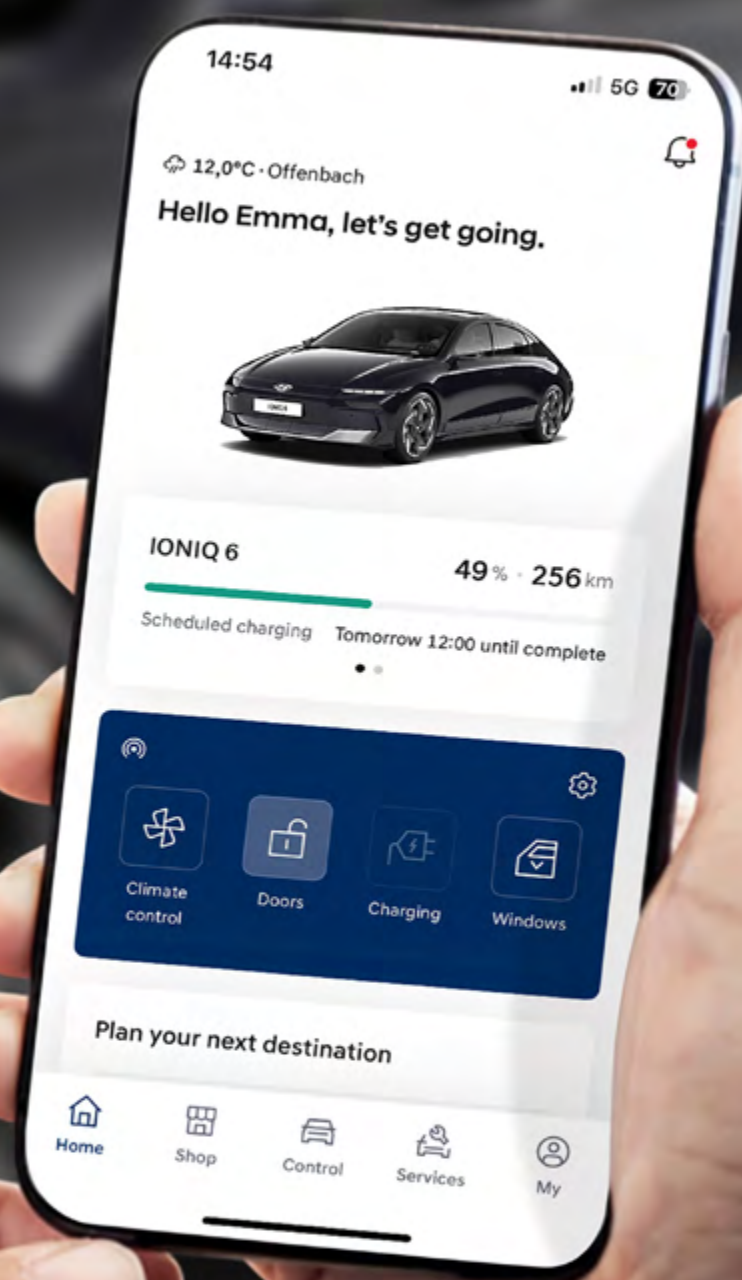 14:54
5G 70
12,0°C · Offenbach
Hello Emma, let's get going.
IONIQ 6
49% · 256 km
Scheduled charging Tomorrow 12:00 until complete
Climate
control
Doors
Charging
Windows
Plan your next destination
Home
Shop
Control
Services
My